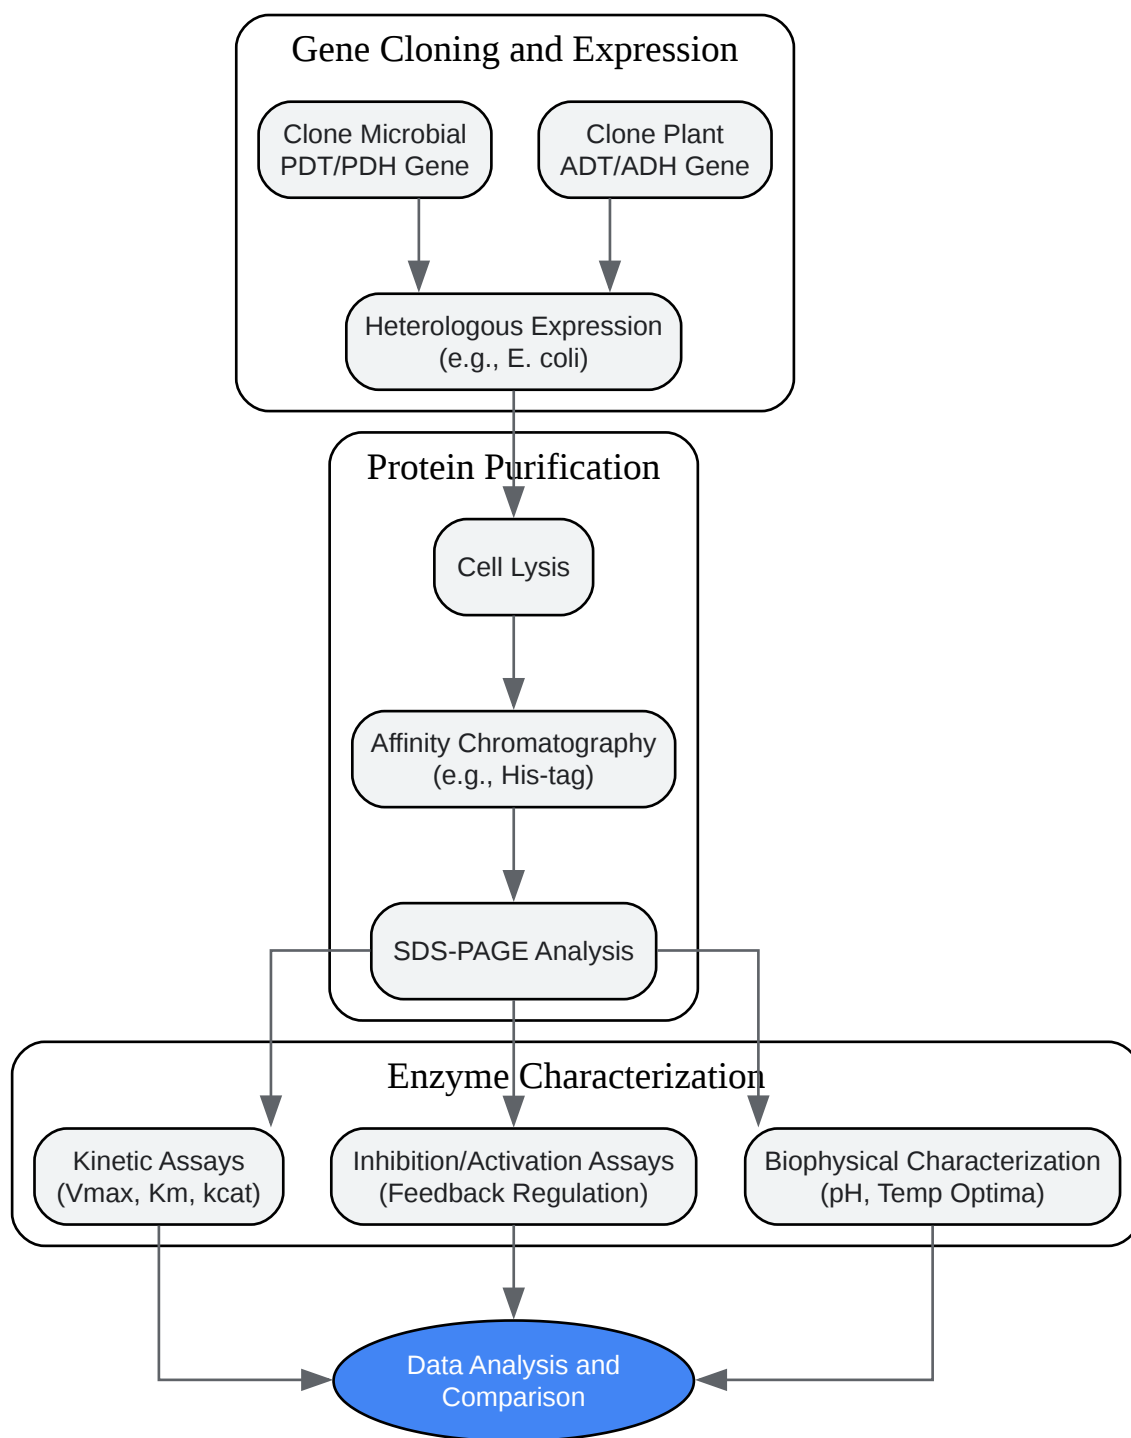 Gene Cloning and Expression
Clone Microbial
PDT/PDH Gene
Clone Plant
ADT/ADH Gene
Heterologous Expression
(e.g., E. coli)
Protein Purification
Cell Lysis
Affinity Chromatography
(e.g., His-tag)
SDS-PAGE Analysis
Enzyme Characterization
Kinetic Assays
(Vmax, Km, kcat)
Inhibition/Activation Assays
(Feedback Regulation)
Biophysical Characterization
(pH, Temp Optima)
Data Analysis and
Comparison